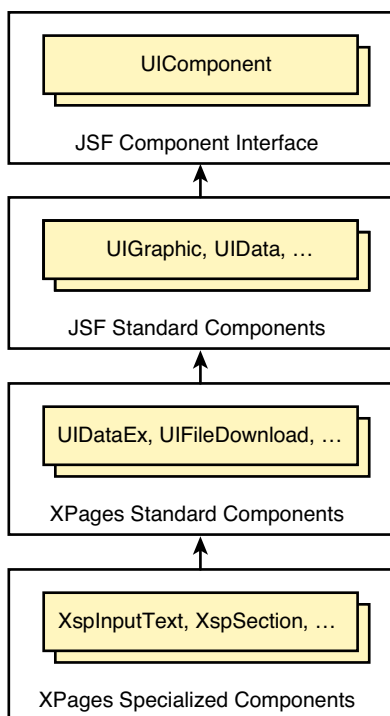 UIComponent
JSF Component Interface
UIGraphic, UIData, …
JSF Standard Components
UIDataEx, UIFileDownload, …
XPages Standard Components
XspInputText, XspSection, …
XPages Specialized Components